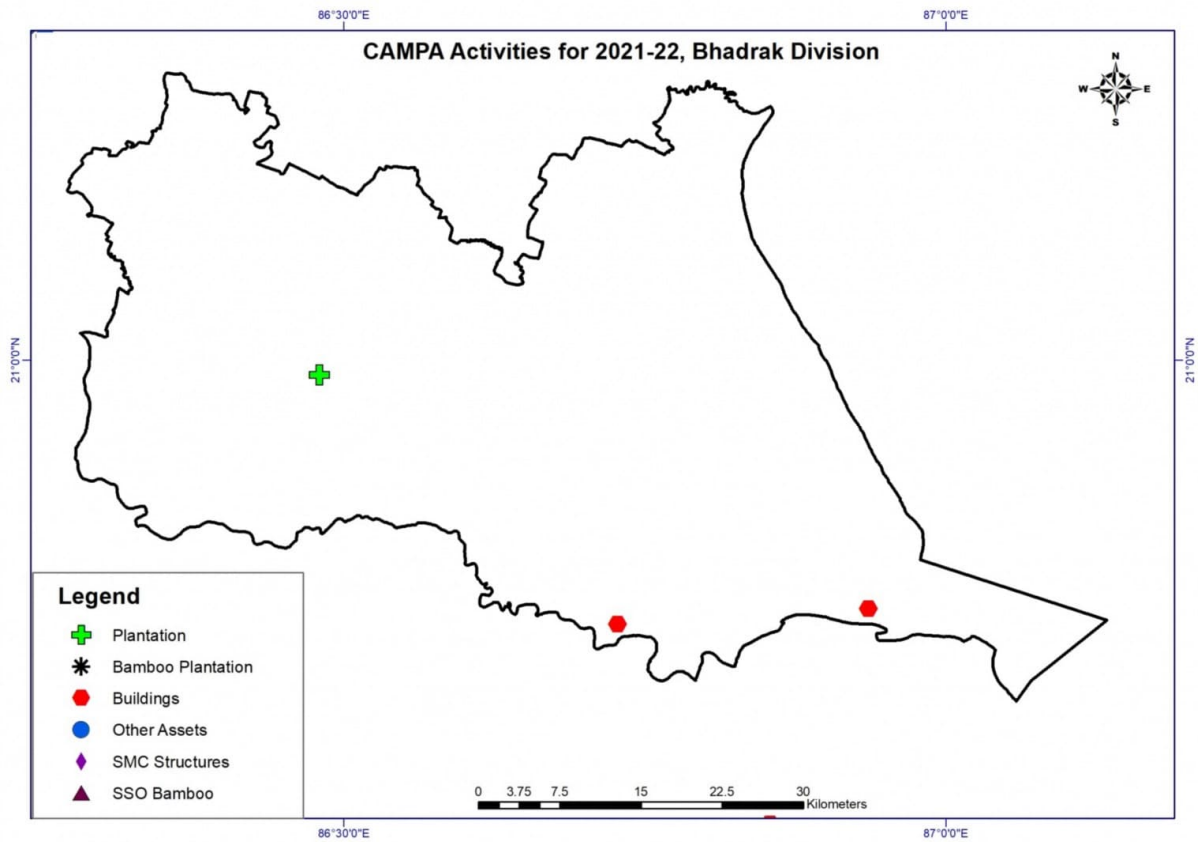 86°30'0"E 87°0'0"E
CAMPA Activities for 2021-22, Bhadrak Division
N
W E
S
21°0'0"N 21°0'0"N
Legend
Plantation
Bamboo Plantation
Buildings
Other Assets
SMC Structures
SSO Bamboo
0 3.75 7.5 15 22.5 30
Kilometers
86°30'0"E 87°0'0"E